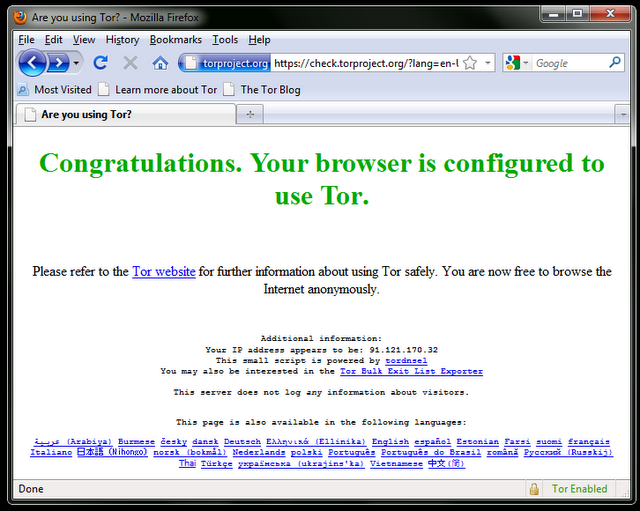 Are you using Tor? - Mozilla Firefox
File Edit View History Bookmarks Tools Help
torproject.org https://check.torproject.org/?lang=en-U Google
Most Visited Learn more about Tor The Tor Blog
Are you using Tor?
Congratulations. Your browser is configured to
use Tor.
Please refer to the Tor website for further information about using Tor safely. You are now free to browse the
Internet anonymously.
Additional information:
Your IP address appears to be: 91.121.170.32
This small script is powered by tordnsel
You may also be interested in the Tor Bulk Exit List Exporter
This server does not log any information about visitors.
This page is also available in the following languages:
عربية (Arabiya) Burmese česky dansk Deutsch Ελληνικά (Ellinika) English español Estonian Farsi suomi français
Italiano 日本語 (Nihongo) norsk (bokmål) Nederlands polski Português Português do Brasil română Русский (Russkij)
Thai Türkçe українська (ukrajins'ka) Vietnamese 中文(简)
Done Tor Enabled